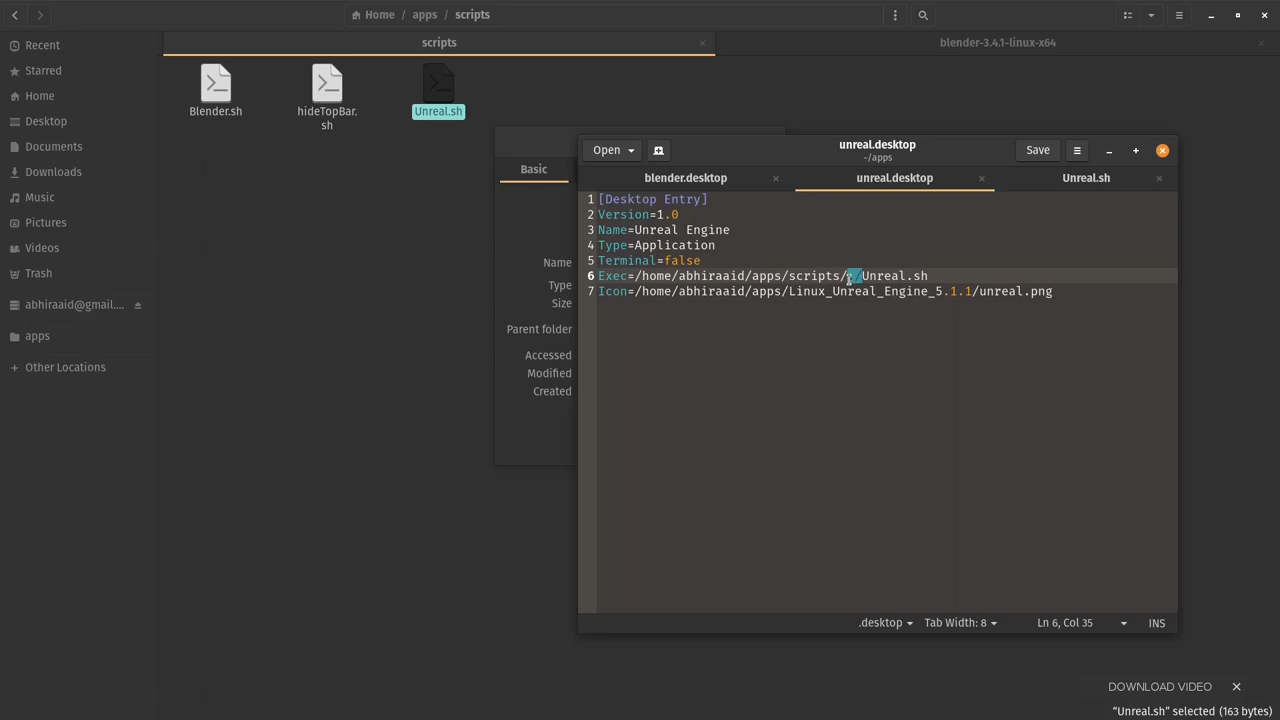 Home / apps / scripts
scripts
blender-3.4.1-linux-x64
Recent
Starred
Home
Desktop
Documents
Downloads
Music
Pictures
Videos
Trash
abhiraaid@gmail....
apps
Other Locations
Blender.sh
hideTopBar.
sh
Unreal.sh
Basic
Name
Type
Size
Parent folder
Accessed
Modified
Created
Open
unreal.desktop
~/apps
Save
blender.desktop
unreal.desktop
Unreal.sh
1 [Desktop Entry]
2 Version=1.0
3 Name=Unreal Engine
4 Type=Application
5 Terminal=false
6 Exec=/home/abhiraaid/apps/scripts/ Unreal.sh
7 Icon=/home/abhiraaid/apps/Linux_Unreal_Engine_5.1.1/unreal.png
.desktop
Tab Width: 8
Ln 6, Col 35
INS
DOWNLOAD VIDEO
“Unreal.sh” selected (163 bytes)